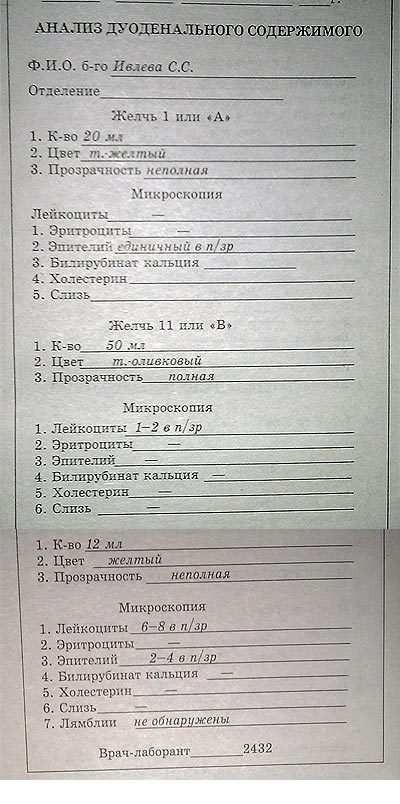 г.
АНАЛИЗ ДУОДЕНАЛЬНОГО СОДЕРЖИМОГО
Ф.И.О. б-го Ивлева С.С.
Отделение
Желчь 1 или «А»
1. К-во 20 мл
2. Цвет т.-желтый
3. Прозрачность неполная
Микроскопия
Лейкоциты —
1. Эритроциты —
2. Эпителий единичный в п/зр
3. Билирубинат кальция
4. Холестерин
5. Слизь
Желчь 11 или «В»
1. К-во 50 мл
2. Цвет т.-оливковый
3. Прозрачность полная
Микроскопия
1. Лейкоциты 1–2 в п/зр
2. Эритроциты —
3. Эпителий —
4. Билирубинат кальция —
5. Холестерин —
6. Слизь —
1. К-во 12 мл
2. Цвет желтый
3. Прозрачность неполная
Микроскопия
1. Лейкоциты 6–8 в п/зр
2. Эритроциты —
3. Эпителий 2–4 в п/зр
4. Билирубинат кальция —
5. Холестерин —
6. Слизь —
7. Лямблии не обнаружены
Врач-лаборант 2432